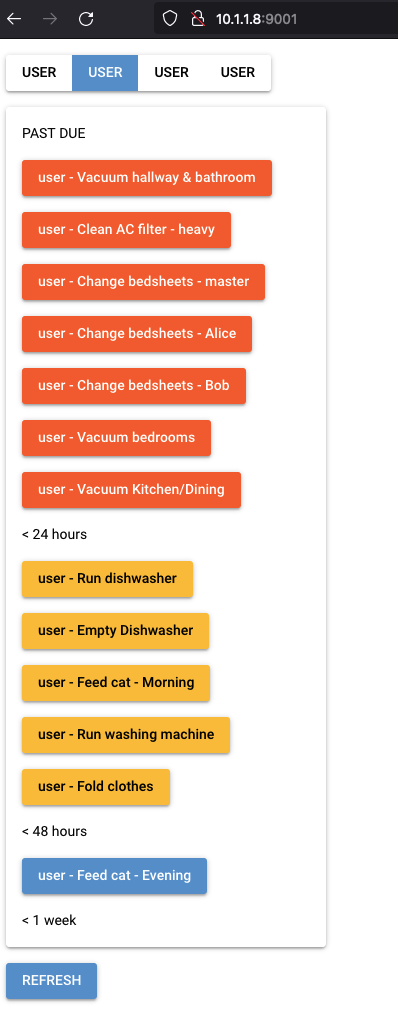 10.1.1.8:9001
USER USER USER USER
PAST DUE
user - Vacuum hallway & bathroom
user - Clean AC filter - heavy
user - Change bedsheets - master
user - Change bedsheets - Alice
user - Change bedsheets - Bob
user - Vacuum bedrooms
user - Vacuum Kitchen/Dining
< 24 hours
user - Run dishwasher
user - Empty Dishwasher
user - Feed cat - Morning
user - Run washing machine
user - Fold clothes
< 48 hours
user - Feed cat - Evening
< 1 week
REFRESH